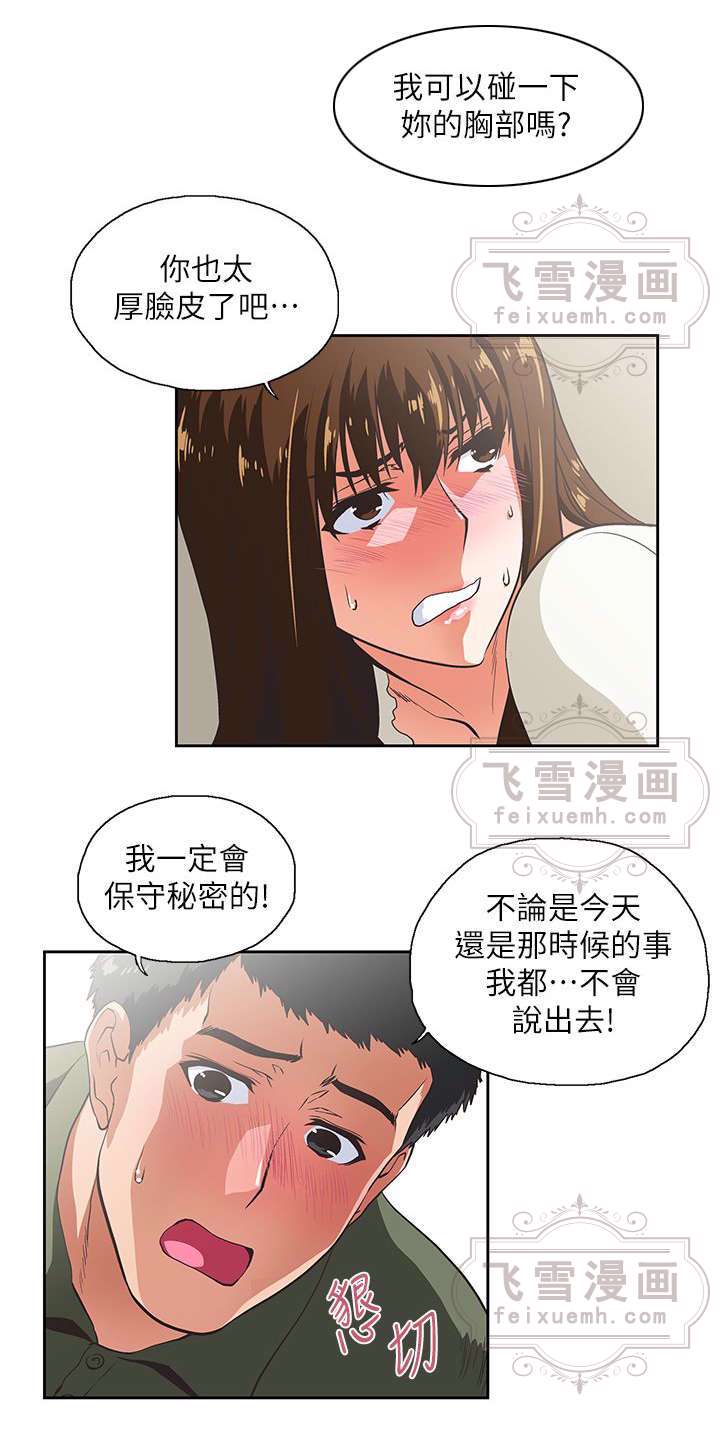 我可以碰一下
妳的胸部嗎?
飞雪漫画
feixuemh.com
你也太
厚臉皮了吧…
飞雪漫画
feixuemh.com
我一定會
保守秘密的!
不論是今天
還是那時候的事
我都…不會
說出去!
懇切
飞雪漫画
feixuemh.com